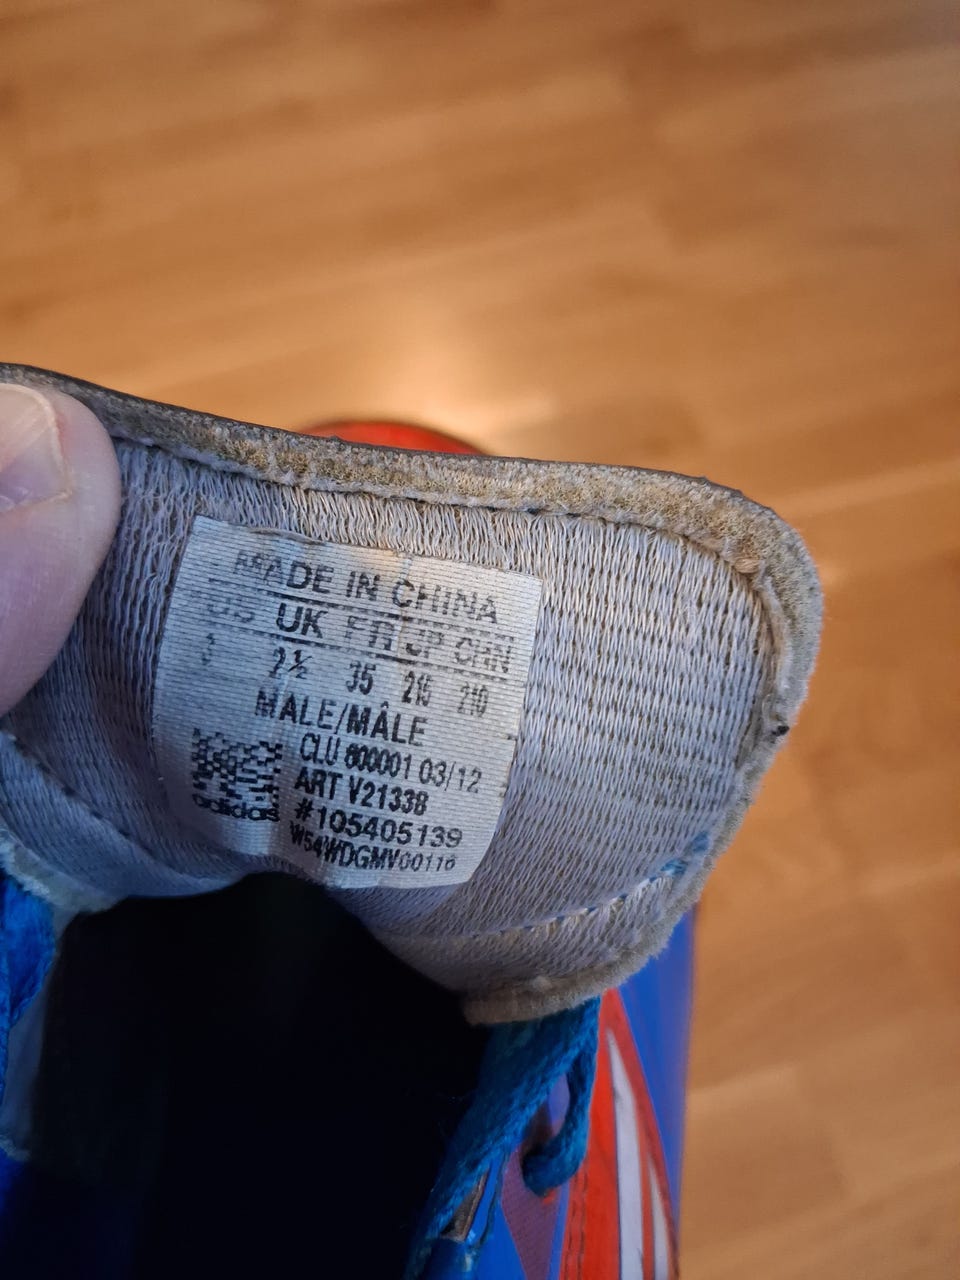 MADE IN CHINA
US UK FR JP CHN
3 2½ 35 215 210
MALE/MÂLE
CLU 600001 03/12
ART V21338
#105405139
W54WDGMV00116
adidas